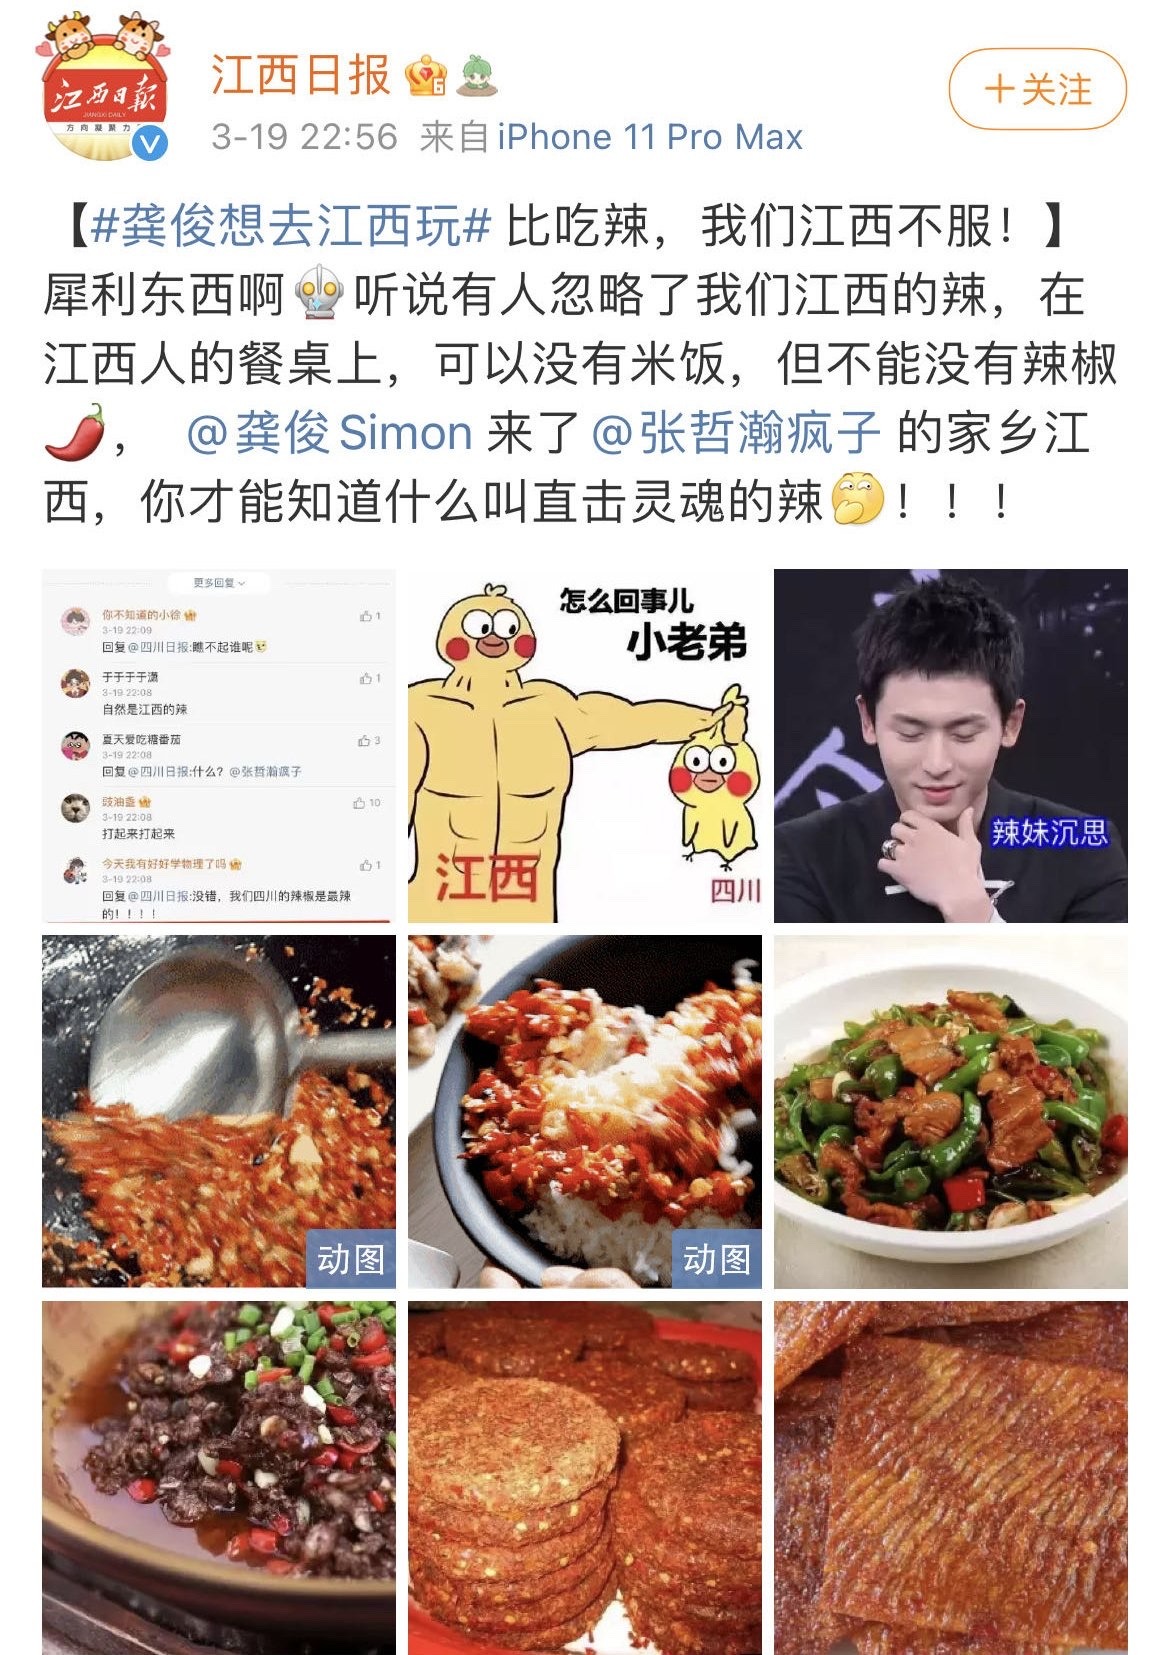 江西日报
JIANGXI DAILY
方向凝聚力
江西日报
3-19 22:56 来自 iPhone 11 Pro Max
+关注
【#龚俊想去江西玩# 比吃辣，我们江西不服！】
犀利东西啊 听说有人忽略了我们江西的辣，在
江西人的餐桌上，可以没有米饭，但不能没有辣椒
， @龚俊Simon 来了 @张哲瀚疯子 的家乡江
西，你才能知道什么叫直击灵魂的辣 ！！！
更多回复
你不知道的小徐
1
3-19 22:09
回复@四川日报:瞧不起谁呢
于于于于潇
1
3-19 22:08
自然是江西的辣
夏天爱吃糖番茄
3
3-19 22:08
回复@四川日报:什么？@张哲瀚疯子
豉油盏
10
3-19 22:08
打起来打起来
今天我有好好学物理了吗
1
3-19 22:08
回复@四川日报:没错，我们四川的辣椒是最辣
的！！！！
怎么回事儿
小老弟
江西
四川
辣妹沉思
动图
动图